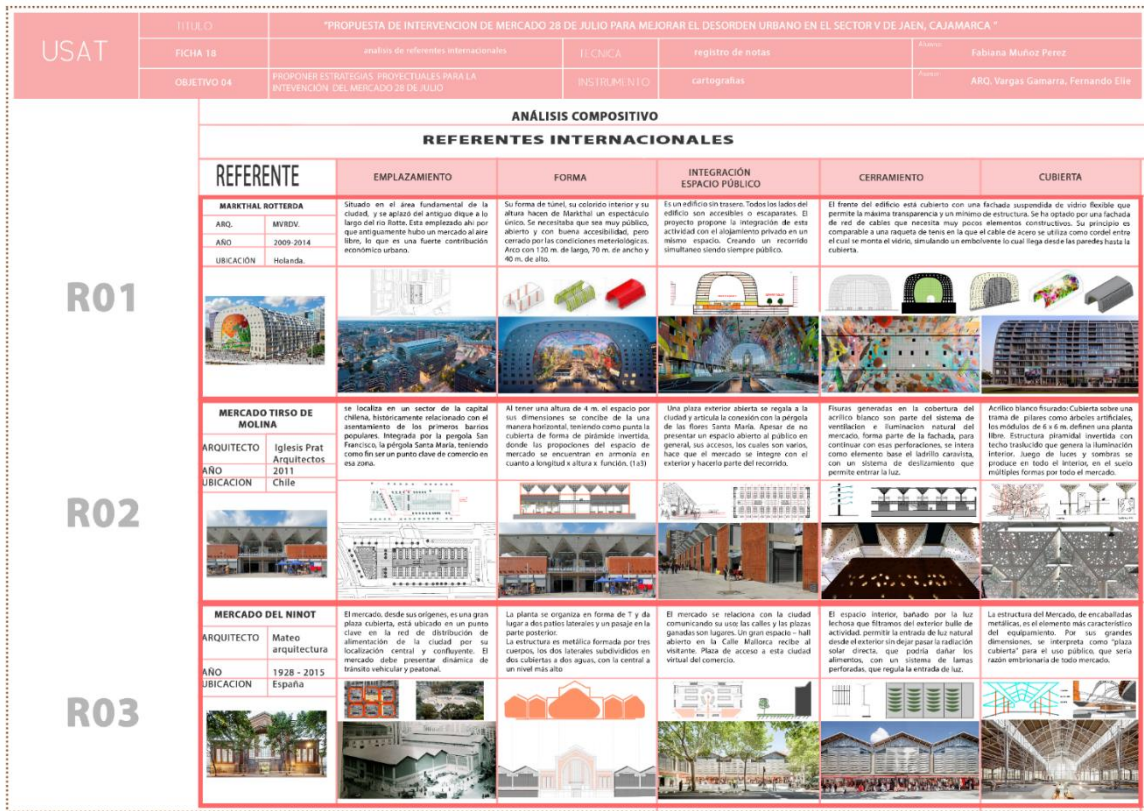 USAT
TITULO
"PROPUESTA DE INTERVENCION DE MERCADO 28 DE JULIO PARA MEJORAR EL DESORDEN URBANO EN EL SECTOR V DE JAEN, CAJAMARCA "
FICHA 18
analisis de referentes internacionales
TECNICA
registro de notas
Alumno:
Fabiana Muñoz Perez
OBJETIVO 04
PROPONER ESTRATEGIAS PROYECTUALES PARA LA
INTEVENCIÓN DEL MERCADO 28 DE JULIO
INSTRUMENTO
cartografias
Asesor:
ARQ. Vargas Gamarra, Fernando Elie
ANÁLISIS COMPOSITIVO
REFERENTES INTERNACIONALES
REFERENTE
EMPLAZAMIENTO
FORMA
INTEGRACIÓN
ESPACIO PÚBLICO
CERRAMIENTO
CUBIERTA
R01
MARKTHAL ROTTERDA
ARQ. MVRDV.
AÑO 2009-2014
UBICACIÓN Holanda.
Situado en el área fundamental de la
ciudad, y se aplazó del antiguo dique a lo
largo del rio Rotte. Esta emplezado ahi por
que antiguamente hubo un mercado al aire
libre, lo que es una fuerte contribución
económico urbano.
Su forma de túnel, su colorido interior y su
altura hacen de Markthal un espectáculo
único. Se necesitaba que sea muy público,
abierto y con buena accesibilidad, pero
cerrado por las condiciones meteriológicas.
Arco con 120 m. de largo, 70 m. de ancho y
40 m. de alto.
Es un edificio sin trasero. Todos los lados del
edificio son accesibles o escaparates. El
proyecto propone la integración de esta
actividad con el alojamiento privado en un
mismo espacio. Creando un recorrido
simultaneo siendo siempre público.
El frente del edificio está cubierto con una fachada suspendida de vidrio flexible que
permite la máxima transparencia y un mínimo de estructura. Se ha optado por una fachada
de red de cables que necesita muy pocos elementos constructivos. Su principio es
comparable a una raqueta de tenis en la que el cable de acero se utiliza como cordel entre
el cual se monta el vidrio, simulando un embolvente lo cual llega desde las paredes hasta la
cubierta.
R02
MERCADO TIRSO DE
MOLINA
ARQUITECTO Iglesis Prat
Arquitectos
AÑO 2011
UBICACION Chile
se localiza en un sector de la capital
chilena, históricamente relacionado con el
asentamiento de los primeros barrios
populares. Integrada por la pergola San
Francisco, la pérgola Santa María, teniendo
como fin ser un punto clave de comercio en
esa zona.
Al tener una altura de 4 m. el espacio por
sus dimensiones se concibe de la una
manera horizontal, teniendo como punta la
cubierta de forma de pirámide invertida,
donde las propociones del espacio de
mercado se encuentran en armonía en
cuanto a longitud x altura x función. (1a3)
Una plaza exterior abierta se regala a la
ciudad y articula la conexión con la pérgola
de las flores Santa María. Apesar de no
presentar un espacio abierto al público en
general, sus accesos, los cuales son varios,
hace que el mercado se integre con el
exterior y hacerlo parte del recorrido.
Fisuras generadas en la cobertura del
acrilico blanco son parte del sistema de
ventilacion e iluminacion natural del
mercado, forma parte de la fachada, para
continuar con esas perforaciones, se intera
como elemento base el ladrillo caravista,
con un sistema de deslizamiento que
permite entrrar la luz.
Acrílico blanco fisurado: Cubierta sobre una
trama de pilares como árboles artificiales,
los módulos de 6 x 6 m. definen una planta
libre. Estructura piramidal invertida con
techo traslucido que genera la iluminación
interior. Juego de luces y sombras se
produce en todo el interior, en el suelo
múltiples formas por todo el mercado.
R03
MERCADO DEL NINOT
ARQUITECTO Mateo
arquitectura
AÑO 1928 - 2015
UBICACION España
El mercado, desde sus orígenes, es una gran
plaza cubierta, está ubicado en un punto
clave en la red de distribución de
alimentación de la ciudad por su
localización central y confluyente. El
mercado debe presentar dinámica de
tránsito vehicular y peatonal.
La planta se organiza en forma de T y da
lugar a dos patios laterales y un pasaje en la
parte posterior.
La estructura es metálica formada por tres
cuerpos, los dos laterales subdivididos en
dos cubiertas a dos aguas, con la central a
un nivel más alto
El mercado se relaciona con la ciudad
comunicando su uso; las calles y las plazas
ganadas son lugares. Un gran espacio – hall
abierto en la Calle Mallorca recibe al
visitante. Plaza de acceso a esta ciudad
virtual del comercio.
El espacio interior, bañado por la luz
lechosa que filtramos del exterior bulle de
actividad. permitir la entrada de luz natural
desde el exterior sin dejar pasar la radiación
solar directa, que podría dañar los
alimentos, con un sistema de lamas
perforadas, que regula la entrada de luz.
La estructura del Mercado, de encaballadas
metálicas, es el elemento más característico
del equipamiento. Por sus grandes
dimensiones, se interpreta como "plaza
cubierta" para el uso público, que sería
razón embrionaria de todo mercado.